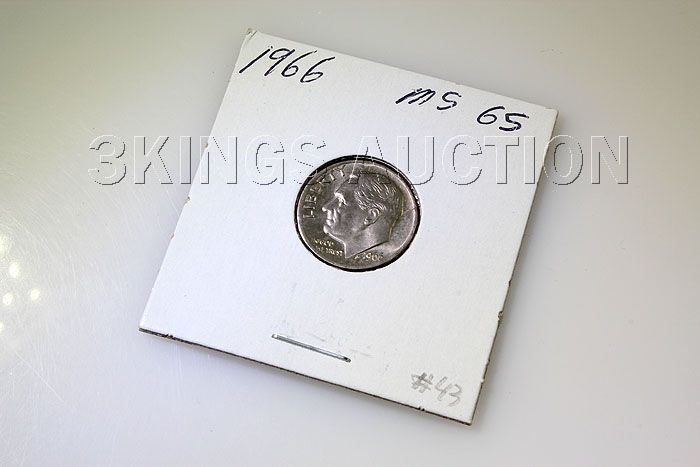 1966
MS 65
3KINGS AUCTION
LIBERTY
IN GOD
WE TRUST
1966
#43